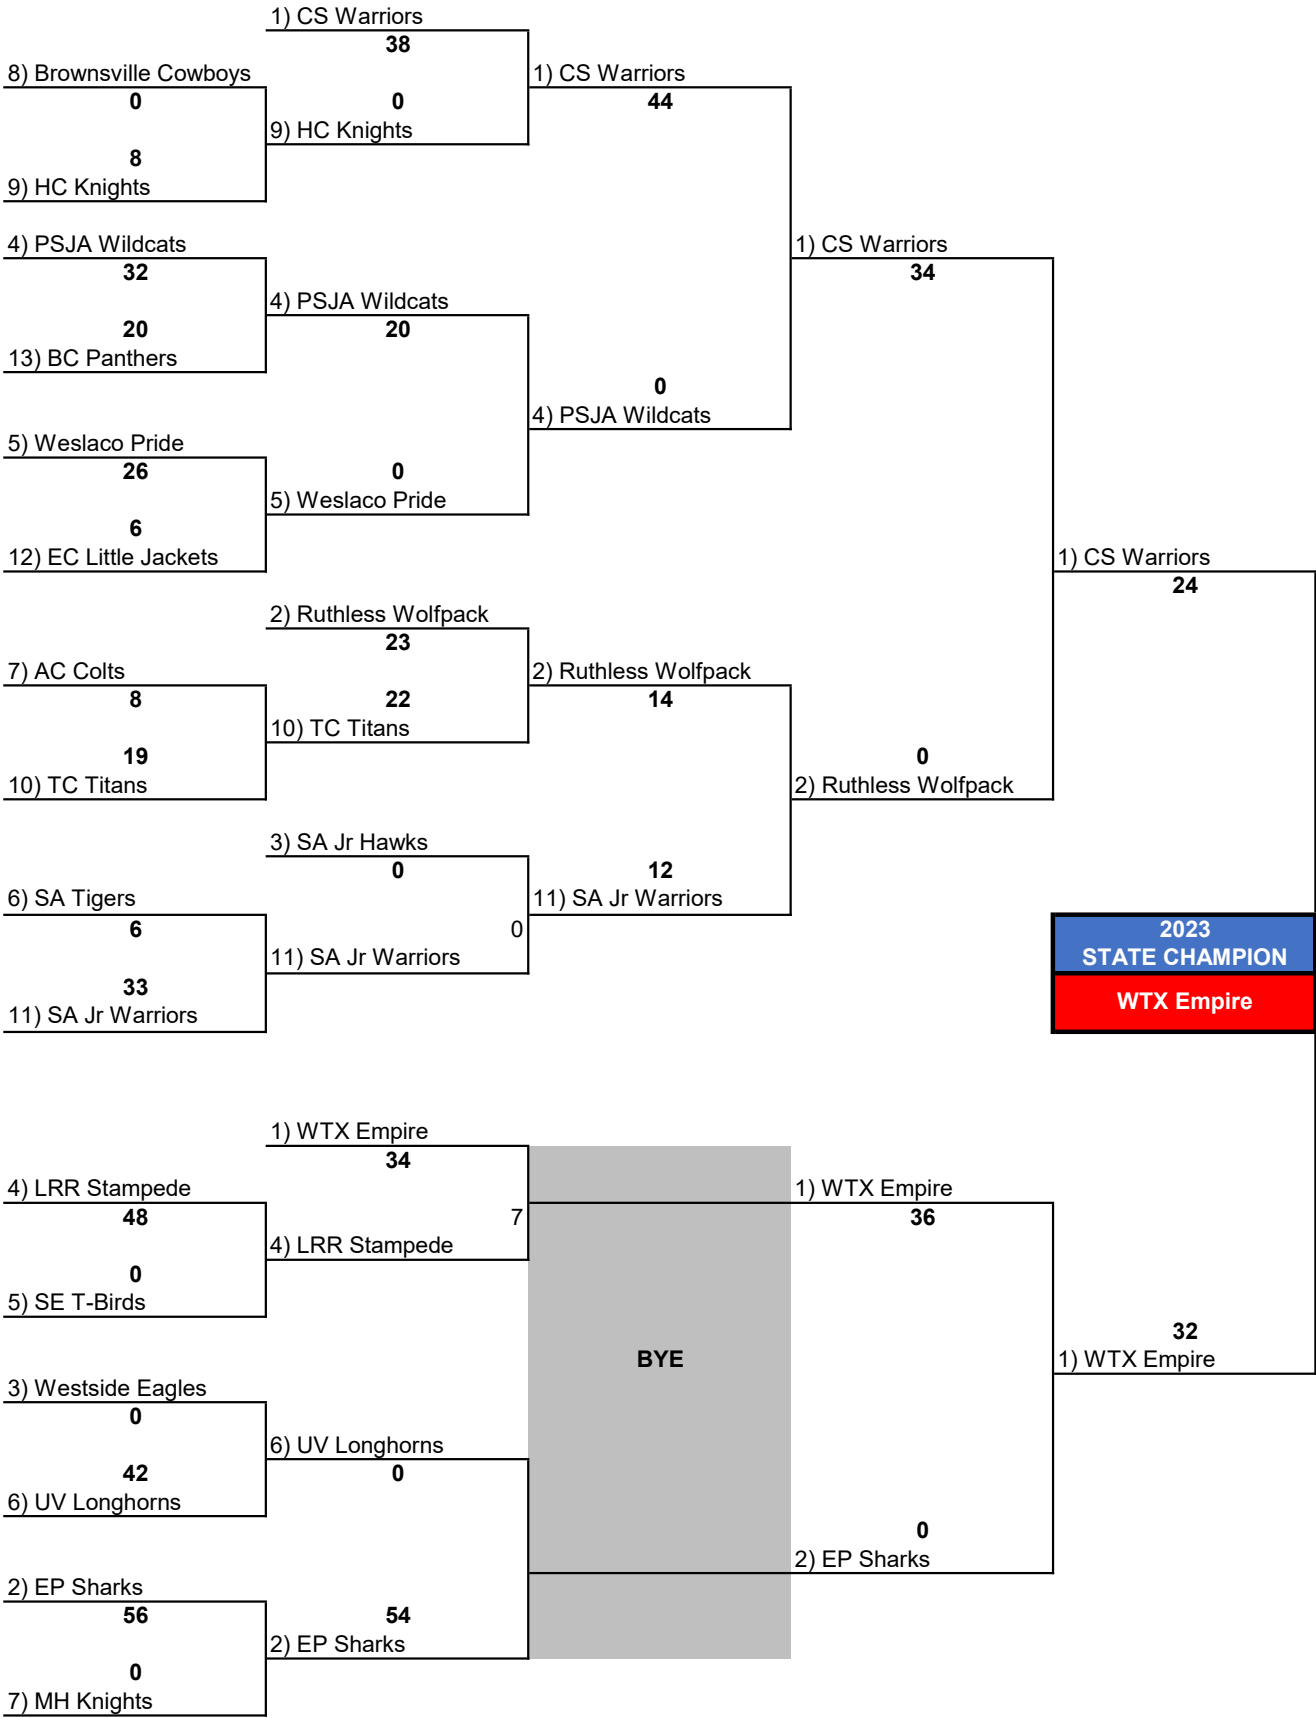 1) CS Warriors
38
8) Brownsville Cowboys
0
8
9) HC Knights
0
9) HC Knights
1) CS Warriors
44
4) PSJA Wildcats
32
20
13) BC Panthers
4) PSJA Wildcats
20
5) Weslaco Pride
26
6
12) EC Little Jackets
0
5) Weslaco Pride
0
4) PSJA Wildcats
1) CS Warriors
34
2) Ruthless Wolfpack
23
7) AC Colts
8
19
10) TC Titans
22
10) TC Titans
2) Ruthless Wolfpack
14
3) SA Jr Hawks
0
6) SA Tigers
6
33
11) SA Jr Warriors
0
11) SA Jr Warriors
12
11) SA Jr Warriors
0
2) Ruthless Wolfpack
1) CS Warriors
24
2023
STATE CHAMPION
WTX Empire
1) WTX Empire
34
4) LRR Stampede
48
0
5) SE T-Birds
7
4) LRR Stampede
BYE
1) WTX Empire
36
3) Westside Eagles
0
42
6) UV Longhorns
6) UV Longhorns
0
2) EP Sharks
56
0
7) MH Knights
54
2) EP Sharks
0
2) EP Sharks
32
1) WTX Empire